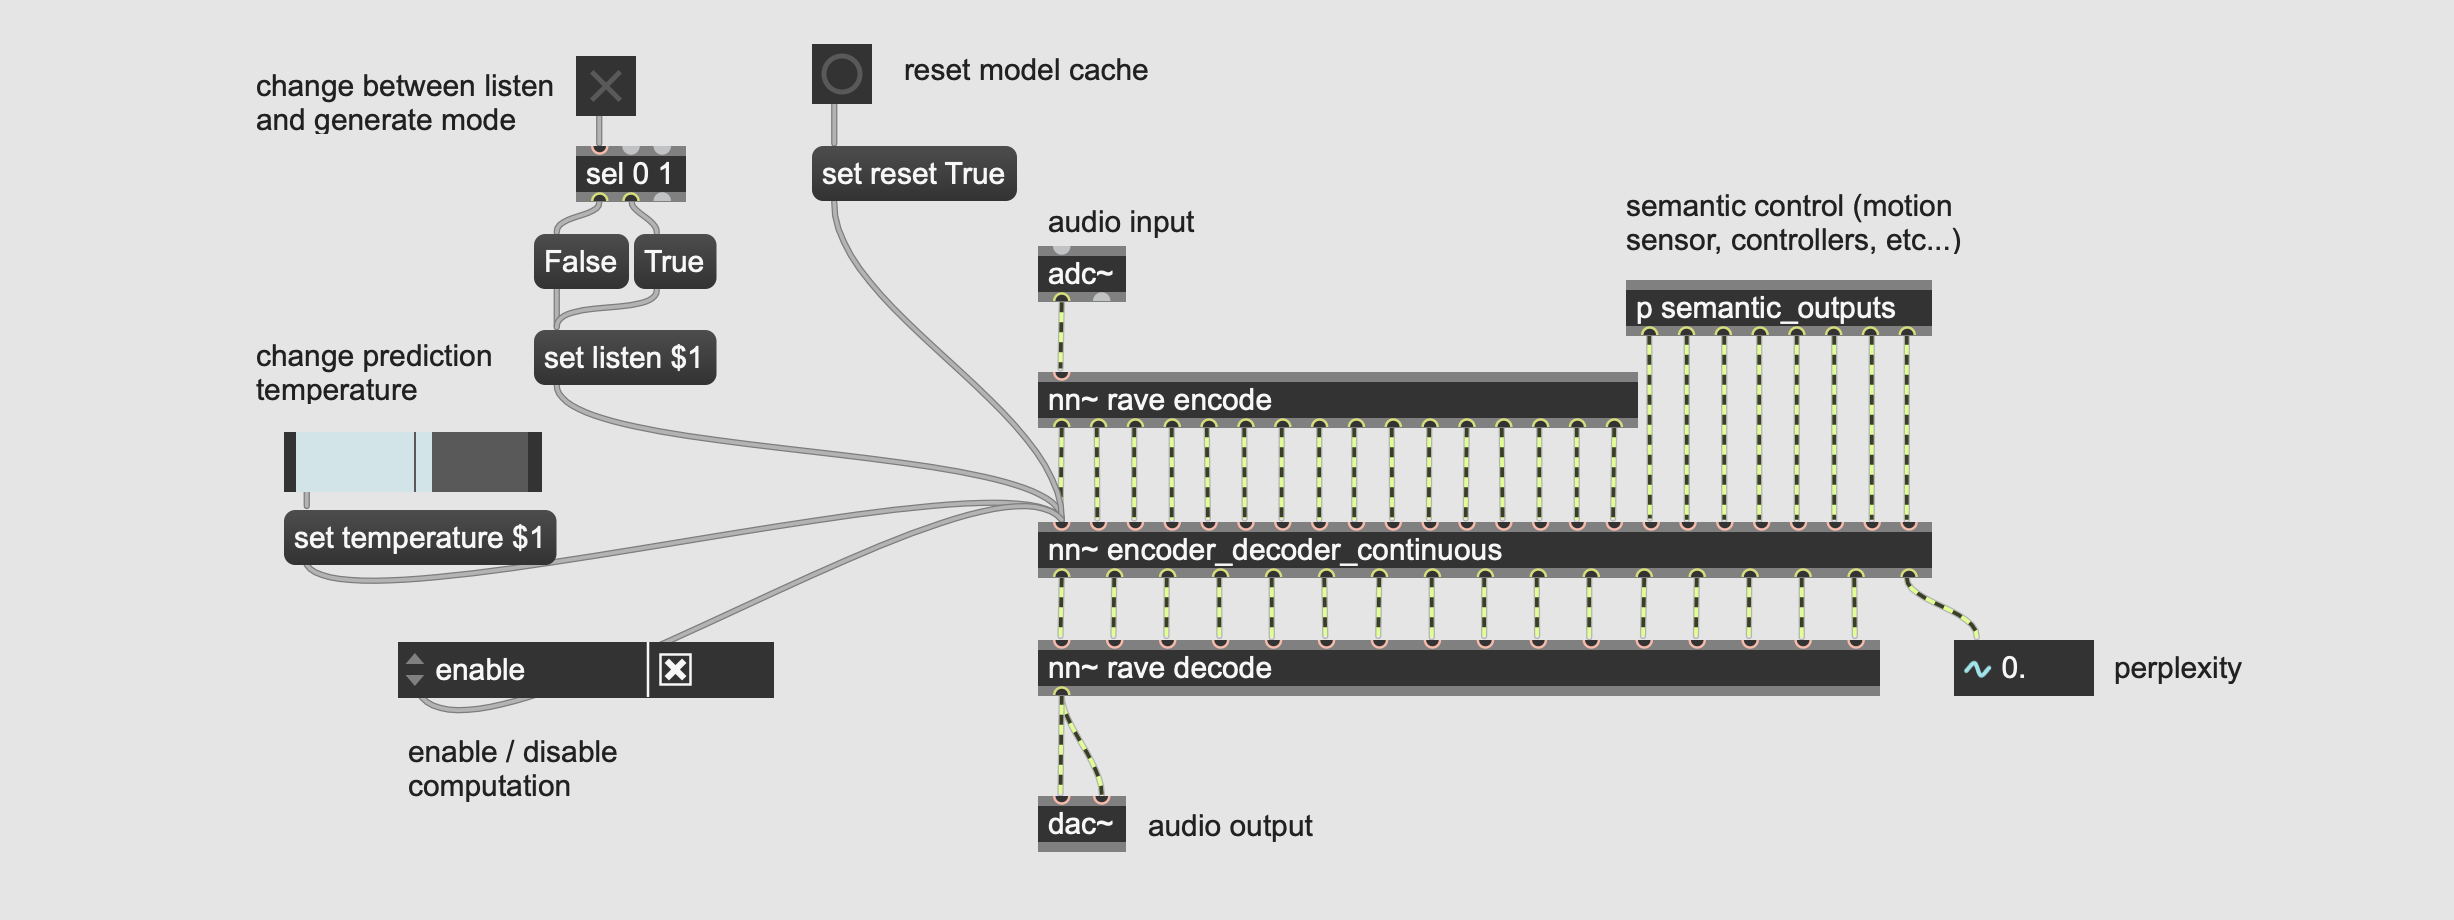 change between listen
and generate mode
reset model cache
sel 0 1
set reset True
False
True
set listen $1
audio input
adc~
semantic control (motion
sensor, controllers, etc...)
p semantic_outputs
change prediction
temperature
nn~ rave encode
set temperature $1
nn~ encoder_decoder_continuous
enable
nn~ rave decode
0.
perplexity
enable / disable
computation
dac~
audio output